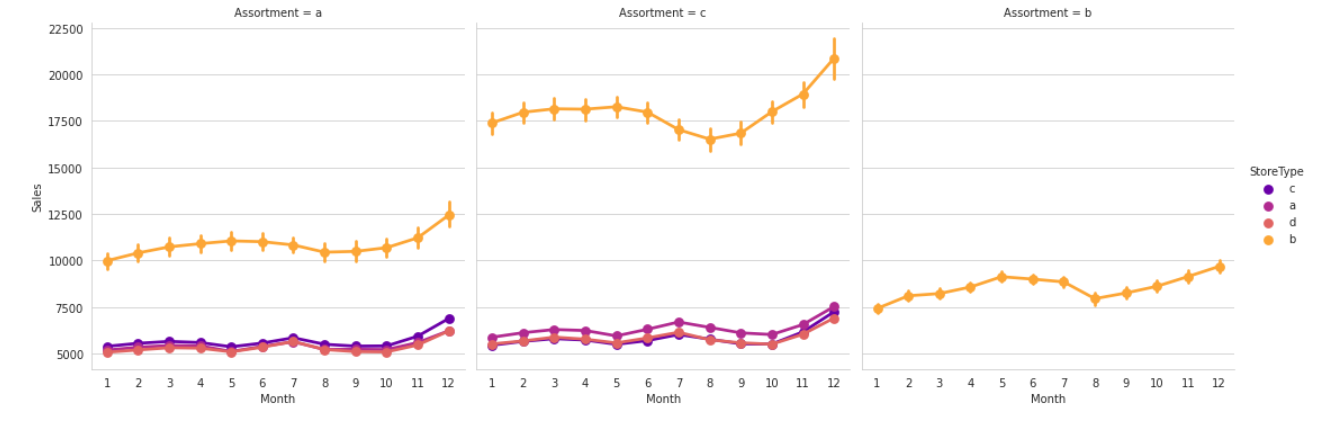 Assortment = a
Assortment = c
Assortment = b
22500
20000
17500
15000
12500
10000
7500
5000
Sales
1 2 3 4 5 6 7 8 9 10 11 12
Month
1 2 3 4 5 6 7 8 9 10 11 12
Month
1 2 3 4 5 6 7 8 9 10 11 12
Month
StoreType
c
a
d
b